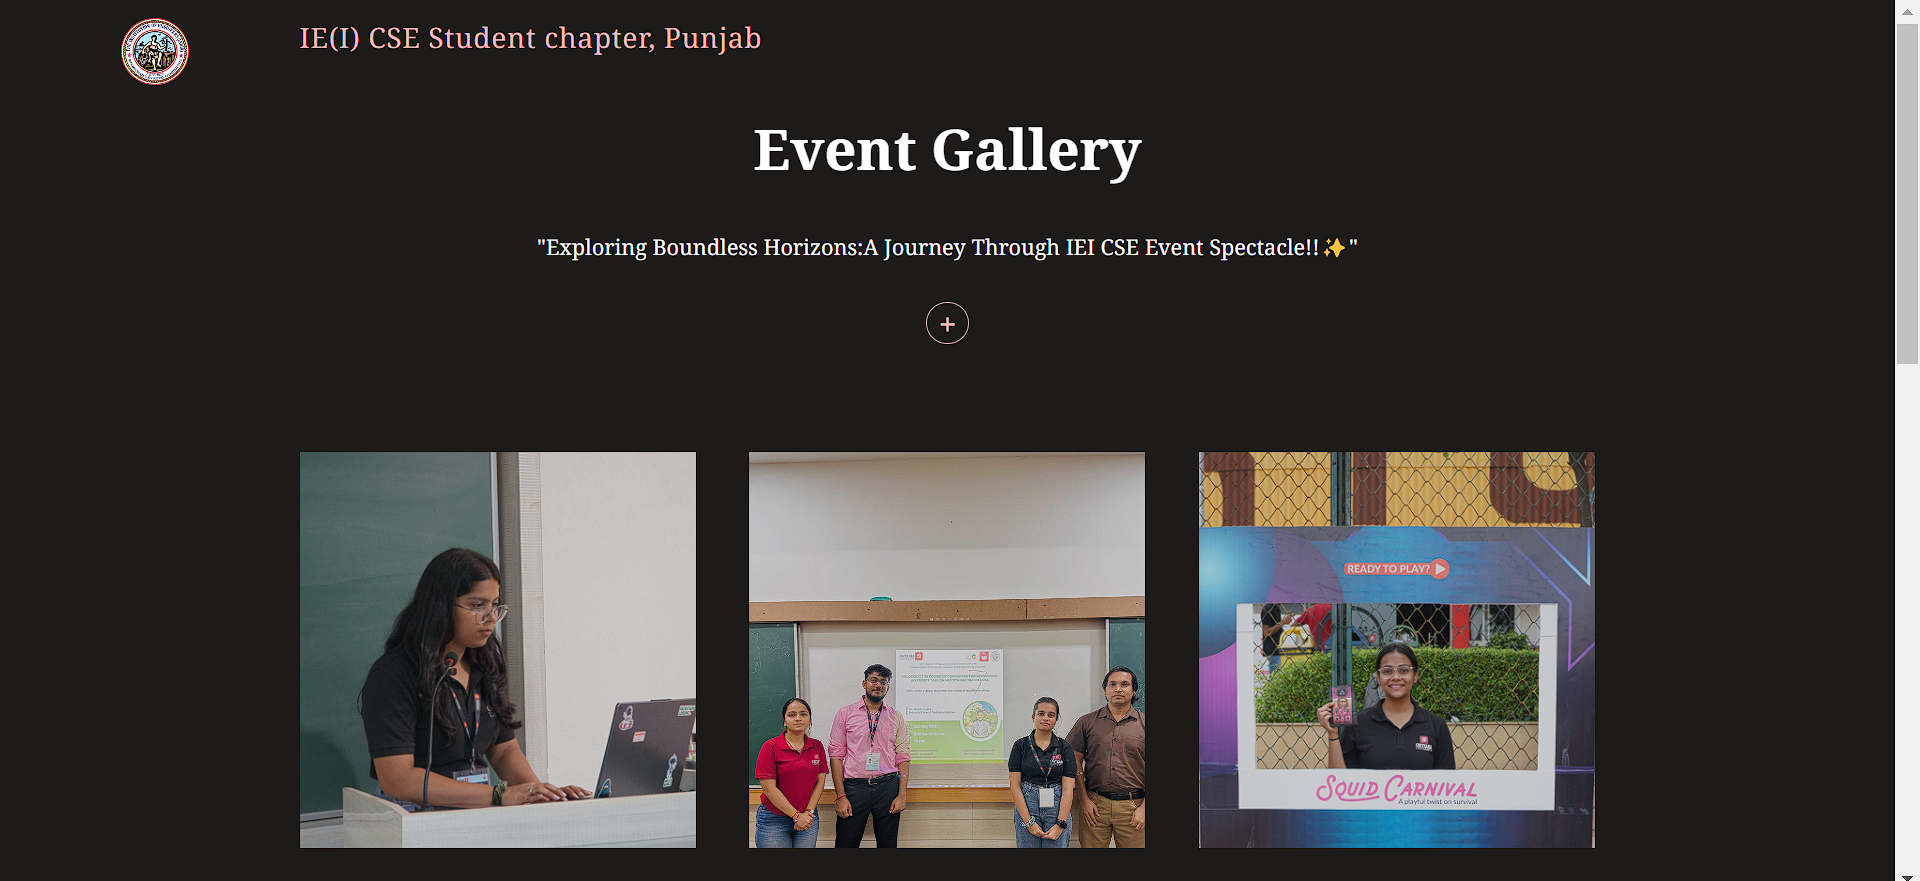 IE(I) CSE Student chapter, Punjab
Event Gallery
"Exploring Boundless Horizons:A Journey Through IEI CSE Event Spectacle!!✨"
+
READY TO PLAY?
SQUID CARNIVAL
A playful twist on survival